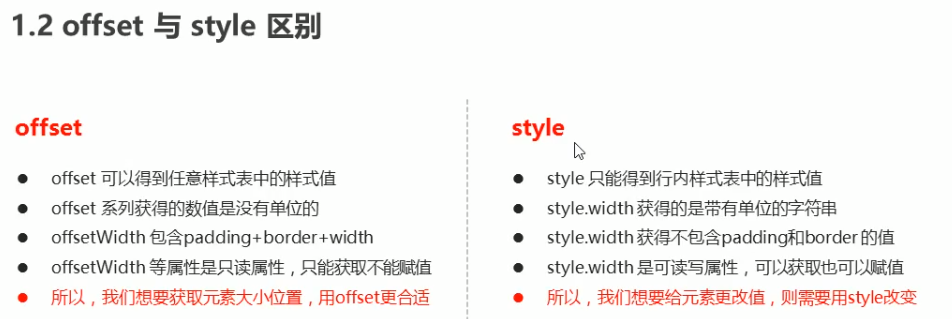 1.2 offset 与 style 区别
offset
offset 可以得到任意样式表中的样式值
offset 系列获得的数值是没有单位的
offsetWidth 包含padding+border+width
offsetWidth 等属性是只读属性，只能获取不能赋值
所以，我们想要获取元素大小位置，用offset更合适
style
style 只能得到行内样式表中的样式值
style.width 获得的是带有单位的字符串
style.width 获得不包含padding和border 的值
style.width 是可读写属性，可以获取也可以赋值
所以，我们想要给元素更改值，则需要用style改变